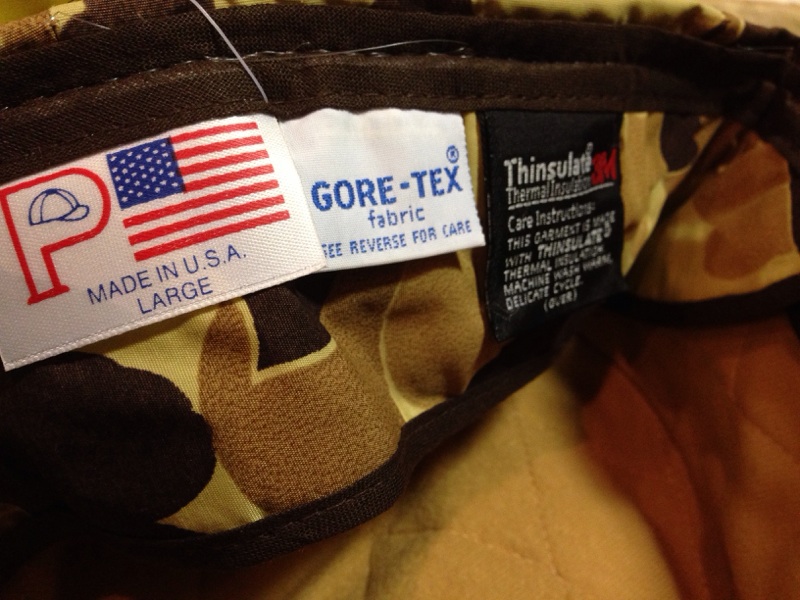 P
MADE IN U.S.A.
LARGE
GORE-TEX®
fabric
SEE REVERSE FOR CARE
Thinsulate® 3M
Thermal Insulation
Care Instructions:
THIS GARMENT IS MADE
WITH THINSULATE®
THERMAL INSULATION
MACHINE WASH WARM,
DELICATE CYCLE.
(OVER)